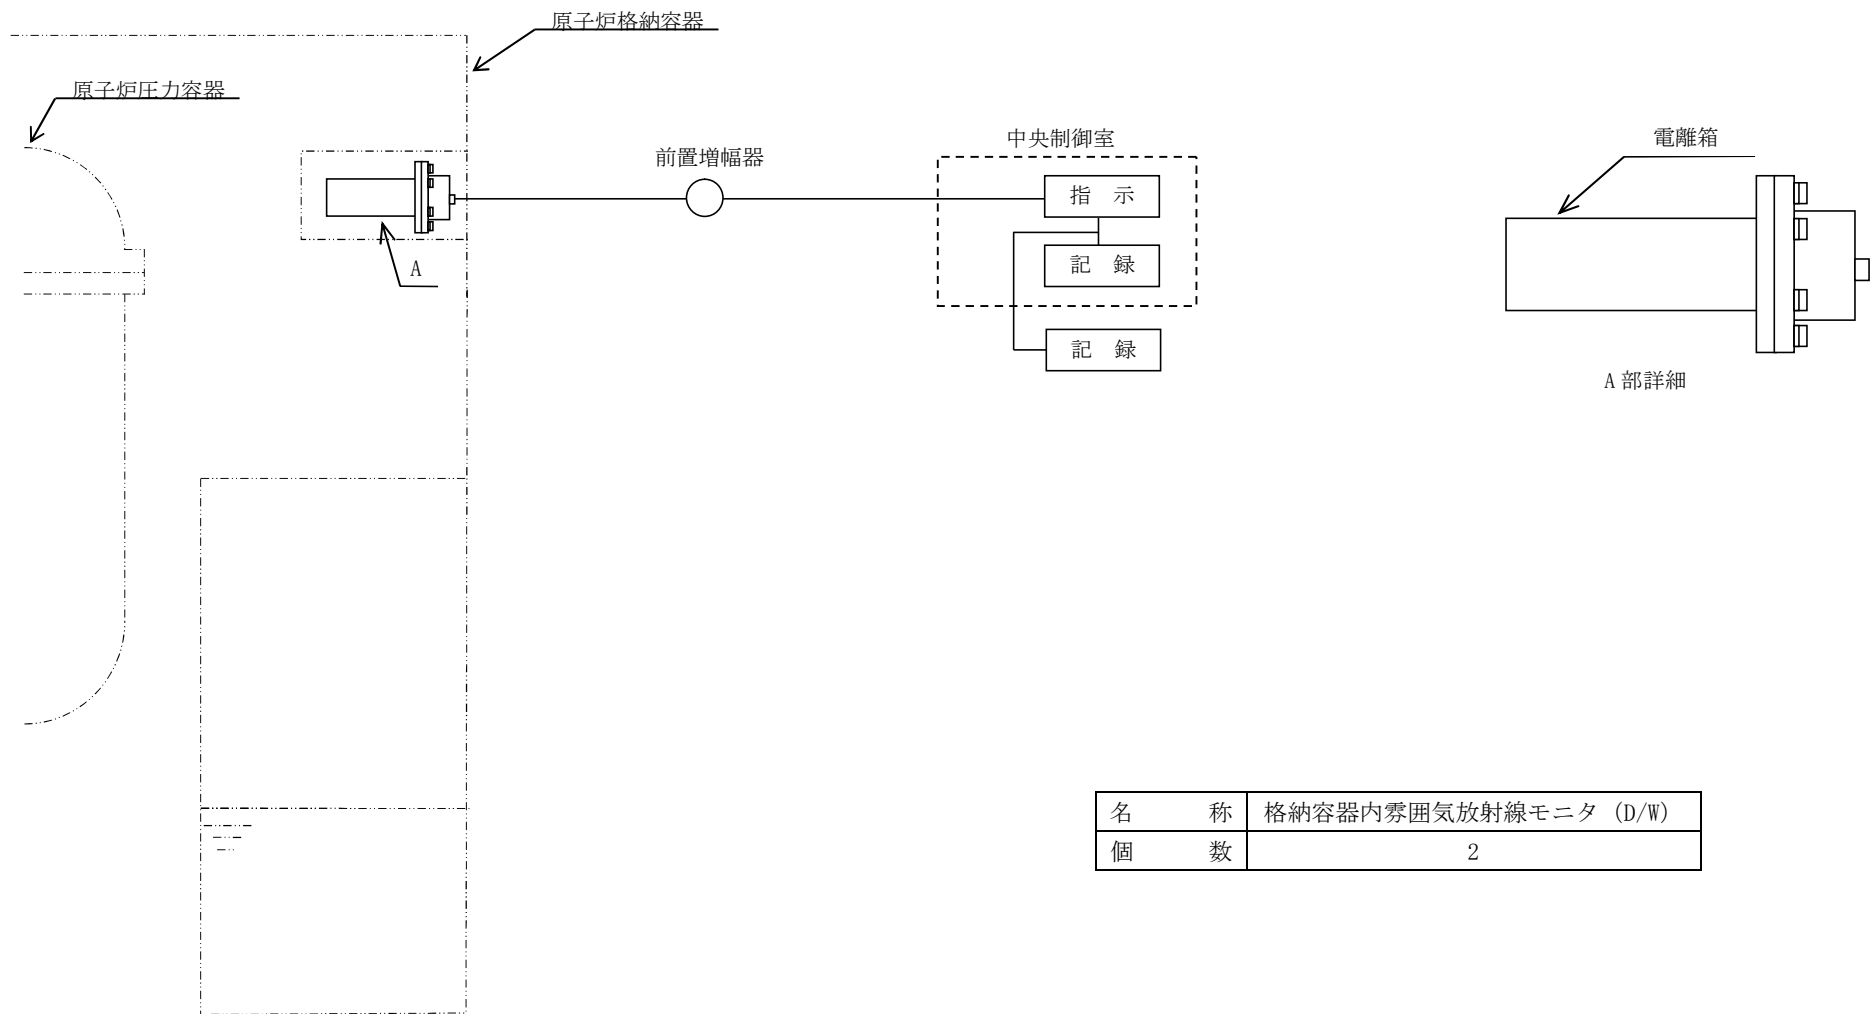 原子炉格納容器
原子炉圧力容器
中央制御室
電離箱
前置増幅器
指　示
A
記　録
記　録
A 部詳細
名　称　格納容器内雰囲気放射線モニタ (D/W)
個　数　2